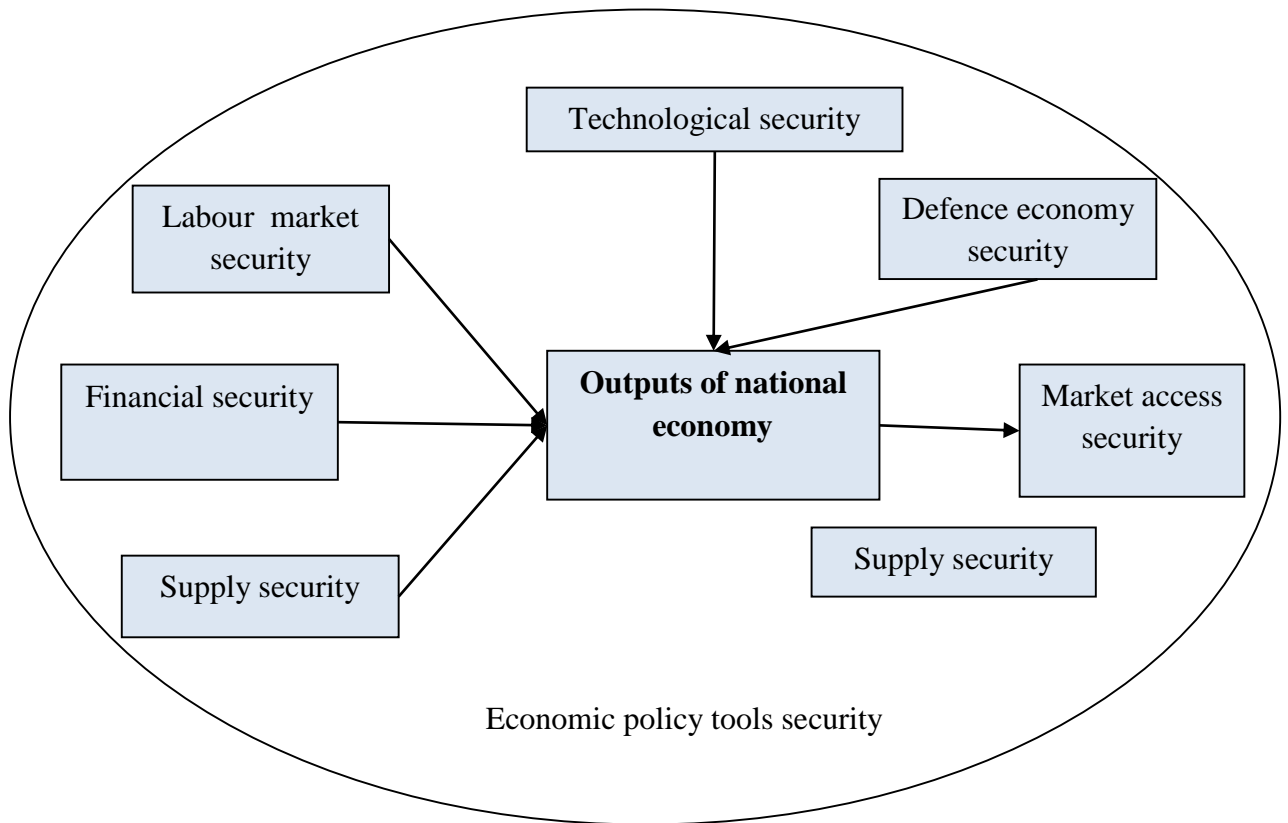 Technological security
Labour market
security
Defence economy
security
Financial security
Outputs of national
economy
Market access
security
Supply security
Supply security
Economic policy tools security